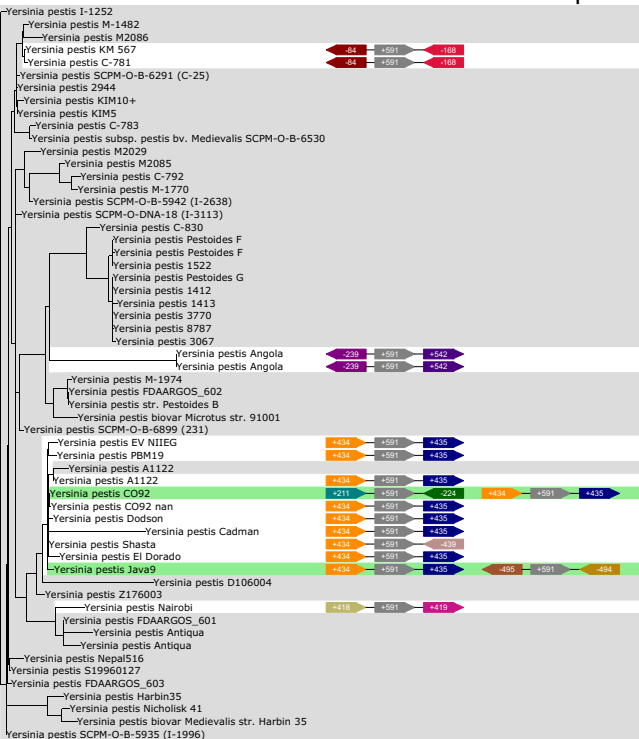 Yersinia pestis I-1252
Yersinia pestis M-1482
Yersinia pestis M2086
Yersinia pestis KM 567 -84 +591 -168
Yersinia pestis C-781 -84 +591 -168
Yersinia pestis SCPM-O-B-6291 (C-25)
Yersinia pestis 2944
Yersinia pestis KIM10+
Yersinia pestis KIM5
Yersinia pestis C-783
Yersinia pestis subsp. pestis bv. Medievalis SCPM-O-B-6530
Yersinia pestis M2029
Yersinia pestis M2085
Yersinia pestis C-792
Yersinia pestis M-1770
Yersinia pestis SCPM-O-B-5942 (I-2638)
Yersinia pestis SCPM-O-DNA-18 (I-3113)
Yersinia pestis C-830
Yersinia pestis Pestoides F
Yersinia pestis Pestoides F
Yersinia pestis 1522
Yersinia pestis Pestoides G
Yersinia pestis 1412
Yersinia pestis 1413
Yersinia pestis 3770
Yersinia pestis 8787
Yersinia pestis 3067
Yersinia pestis Angola -239 +591 +542
Yersinia pestis Angola -239 +591 +542
Yersinia pestis M-1974
Yersinia pestis FDAARGOS_602
Yersinia pestis str. Pestoides B
Yersinia pestis biovar Microtus str. 91001
Yersinia pestis SCPM-O-B-6899 (231)
Yersinia pestis EV NIIEG +434 +591 +435
Yersinia pestis PBM19 +434 +591 +435
Yersinia pestis A1122
Yersinia pestis A1122 +434 +591 +435
Yersinia pestis CO92 +211 +591 -224 +434 +591 +435
Yersinia pestis CO92 nan +434 +591 +435
Yersinia pestis Dodson +434 +591 +435
Yersinia pestis Cadman +434 +591 +435
Yersinia pestis Shasta +434 +591 -439
Yersinia pestis El Dorado +434 +591 +435
Yersinia pestis Java9 +434 +591 +435 -495 +591 -494
Yersinia pestis D106004
Yersinia pestis Z176003
Yersinia pestis Nairobi +418 +591 +419
Yersinia pestis FDAARGOS_601
Yersinia pestis Antiqua
Yersinia pestis Antiqua
Yersinia pestis Nepal516
Yersinia pestis S19960127
Yersinia pestis FDAARGOS_603
Yersinia pestis Harbin35
Yersinia pestis Nicholisk 41
Yersinia pestis biovar Medievalis str. Harbin 35
Yersinia pestis SCPM-O-B-5935 (I-1996)